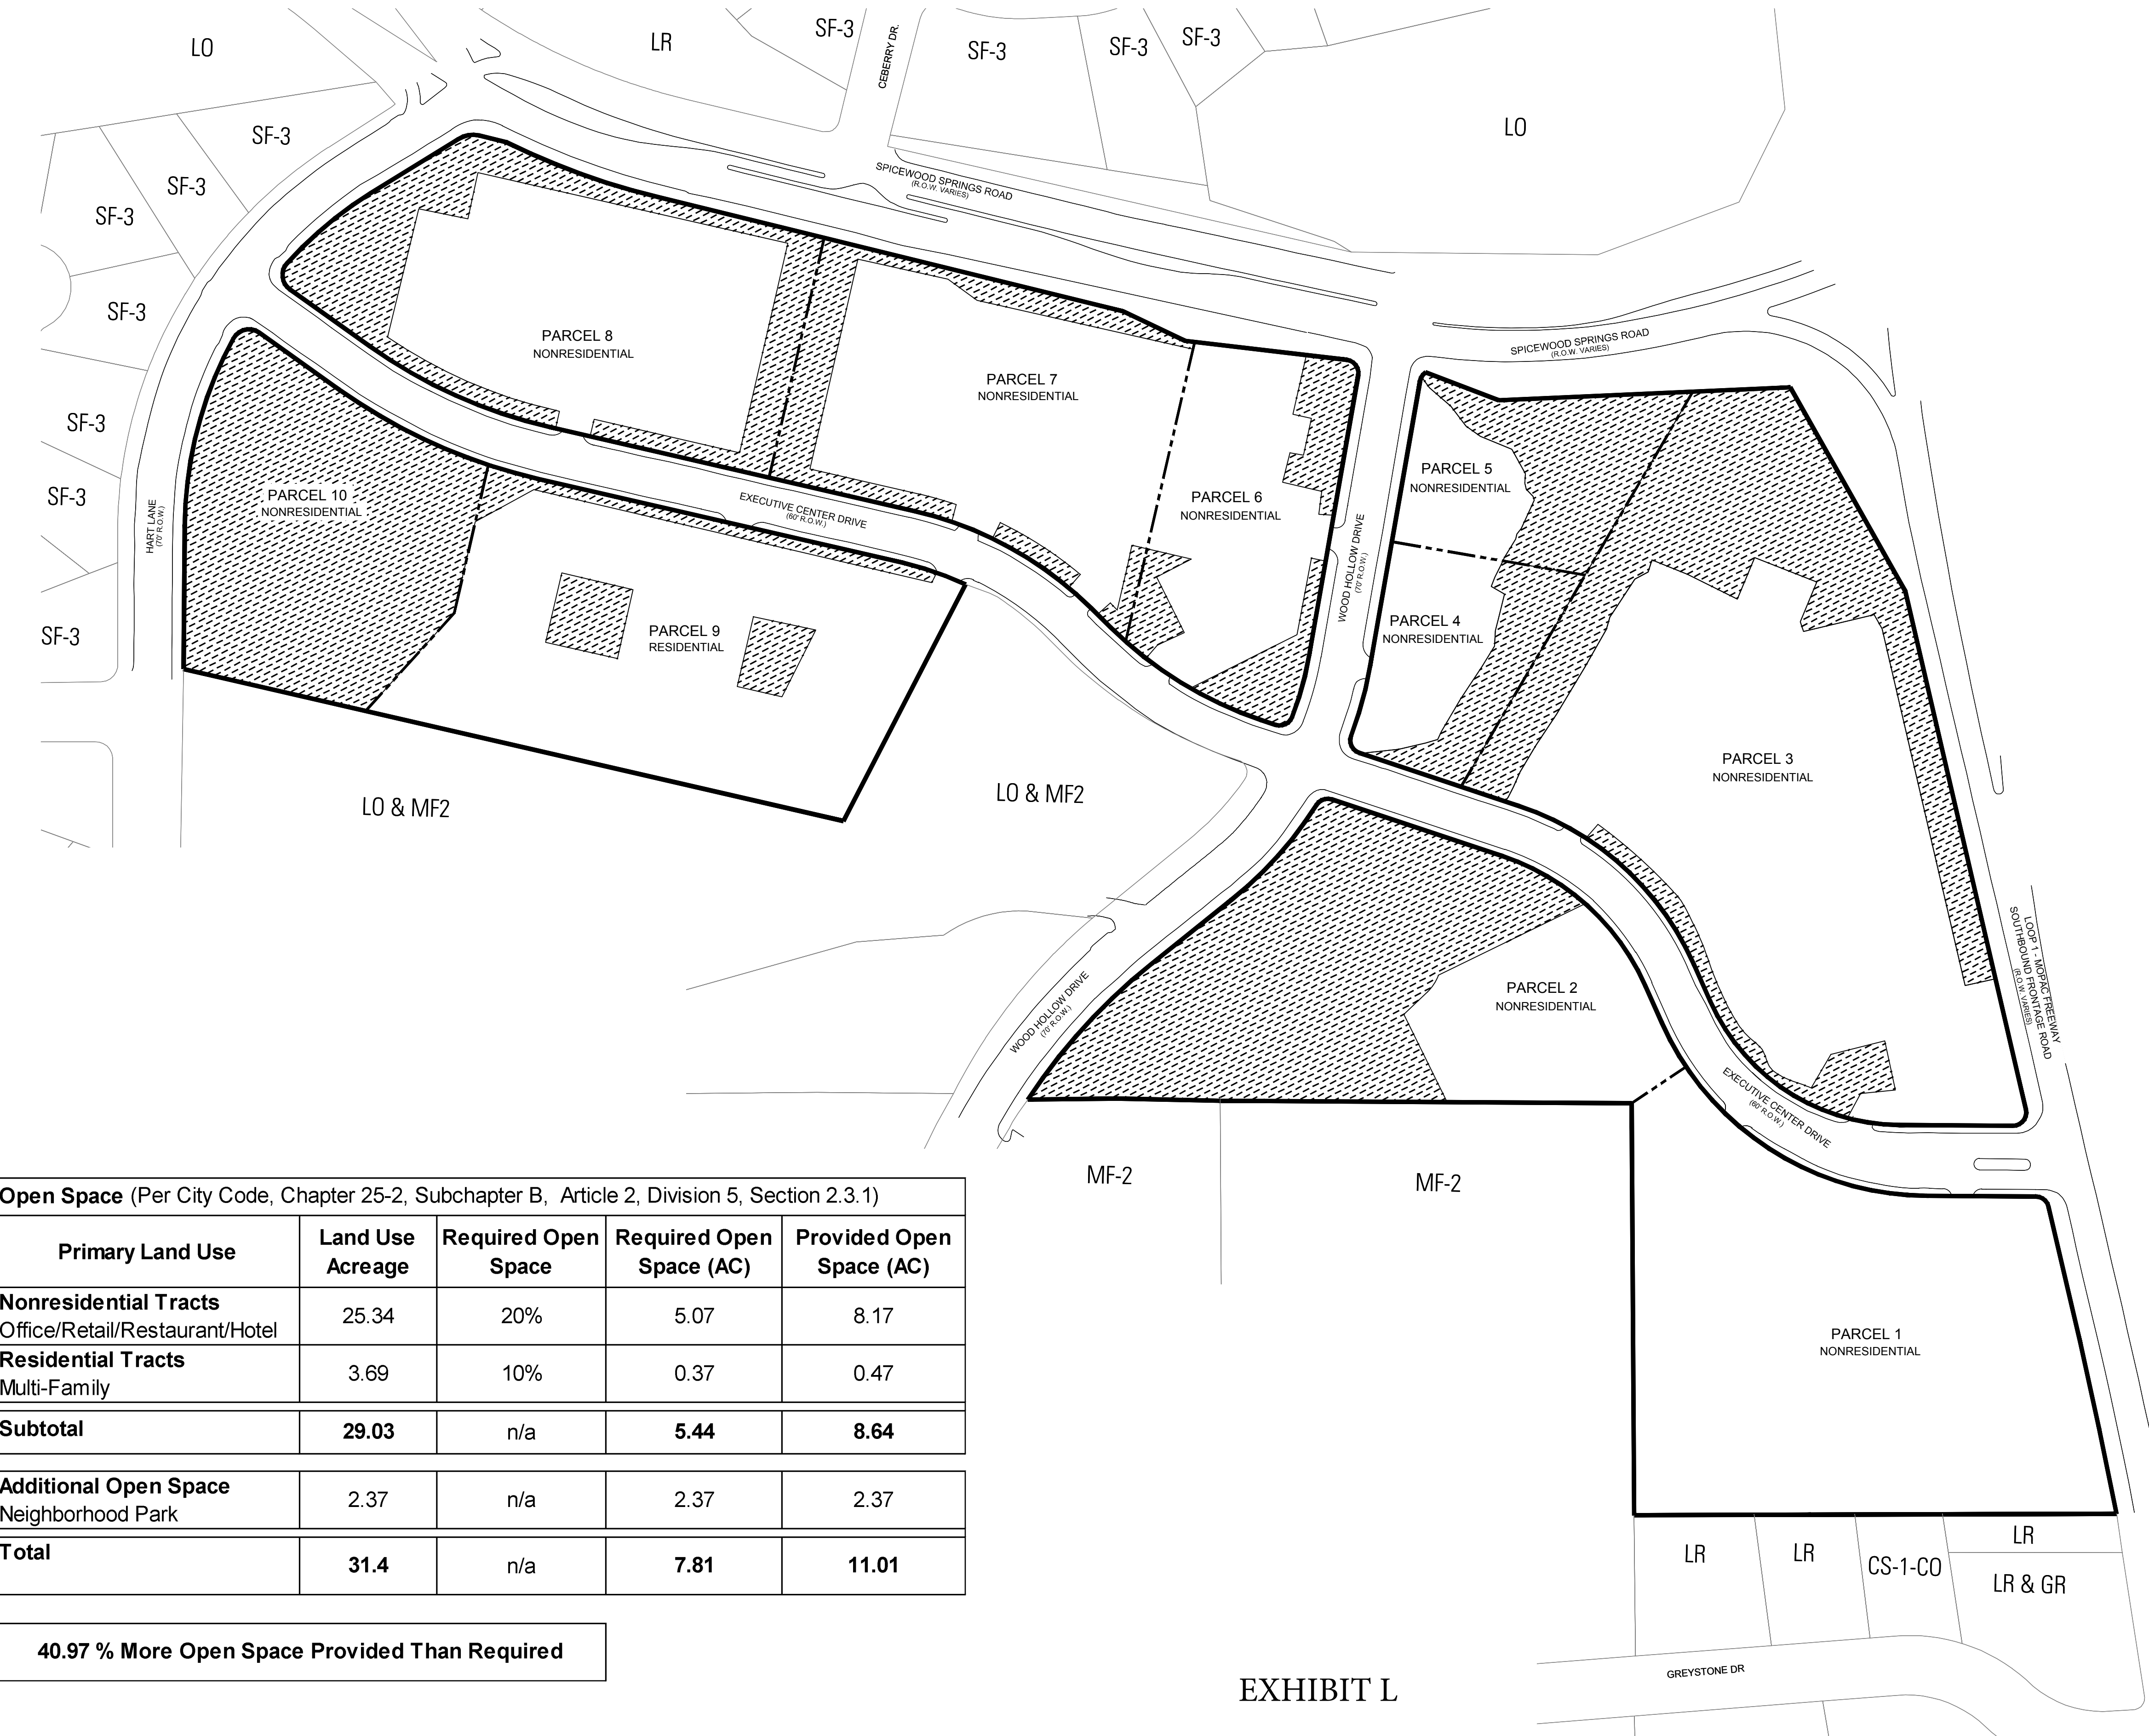 LO
LR
SF-3
CEBERRY DR.
SF-3
SF-3
SF-3
LO
SF-3
SF-3
SF-3
SF-3
SF-3
SF-3
SF-3
SPICEWOOD SPRINGS ROAD
(R.O.W. VARIES)
SPICEWOOD SPRINGS ROAD
(R.O.W. VARIES)
PARCEL 8
NONRESIDENTIAL
PARCEL 7
NONRESIDENTIAL
PARCEL 6
NONRESIDENTIAL
PARCEL 5
NONRESIDENTIAL
PARCEL 4
NONRESIDENTIAL
PARCEL 10
NONRESIDENTIAL
HART LANE
(70' R.O.W.)
EXECUTIVE CENTER DRIVE
(60' R.O.W.)
WOOD HOLLOW DRIVE
(70' R.O.W.)
PARCEL 9
RESIDENTIAL
PARCEL 3
NONRESIDENTIAL
LO & MF2
LO & MF2
LOOP 1 - MOPAC FREEWAY
SOUTHBOUND FRONTAGE ROAD
(R.O.W. VARIES)
WOOD HOLLOW DRIVE
(70' R.O.W.)
PARCEL 2
NONRESIDENTIAL
EXECUTIVE CENTER DRIVE
(60' R.O.W.)
MF-2
MF-2
PARCEL 1
NONRESIDENTIAL
LR
LR
CS-1-CO
LR
LR & GR
GREYSTONE DR
Open Space (Per City Code, Chapter 25-2, Subchapter B, Article 2, Division 5, Section 2.3.1)
Primary Land Use
Land Use
Acreage
Required Open
Space
Required Open
Space (AC)
Provided Open
Space (AC)
Nonresidential Tracts
Office/Retail/Restaurant/Hotel
25.34
20%
5.07
8.17
Residential Tracts
Multi-Family
3.69
10%
0.37
0.47
Subtotal
29.03
n/a
5.44
8.64
Additional Open Space
Neighborhood Park
2.37
n/a
2.37
2.37
Total
31.4
n/a
7.81
11.01
40.97 % More Open Space Provided Than Required
EXHIBIT L